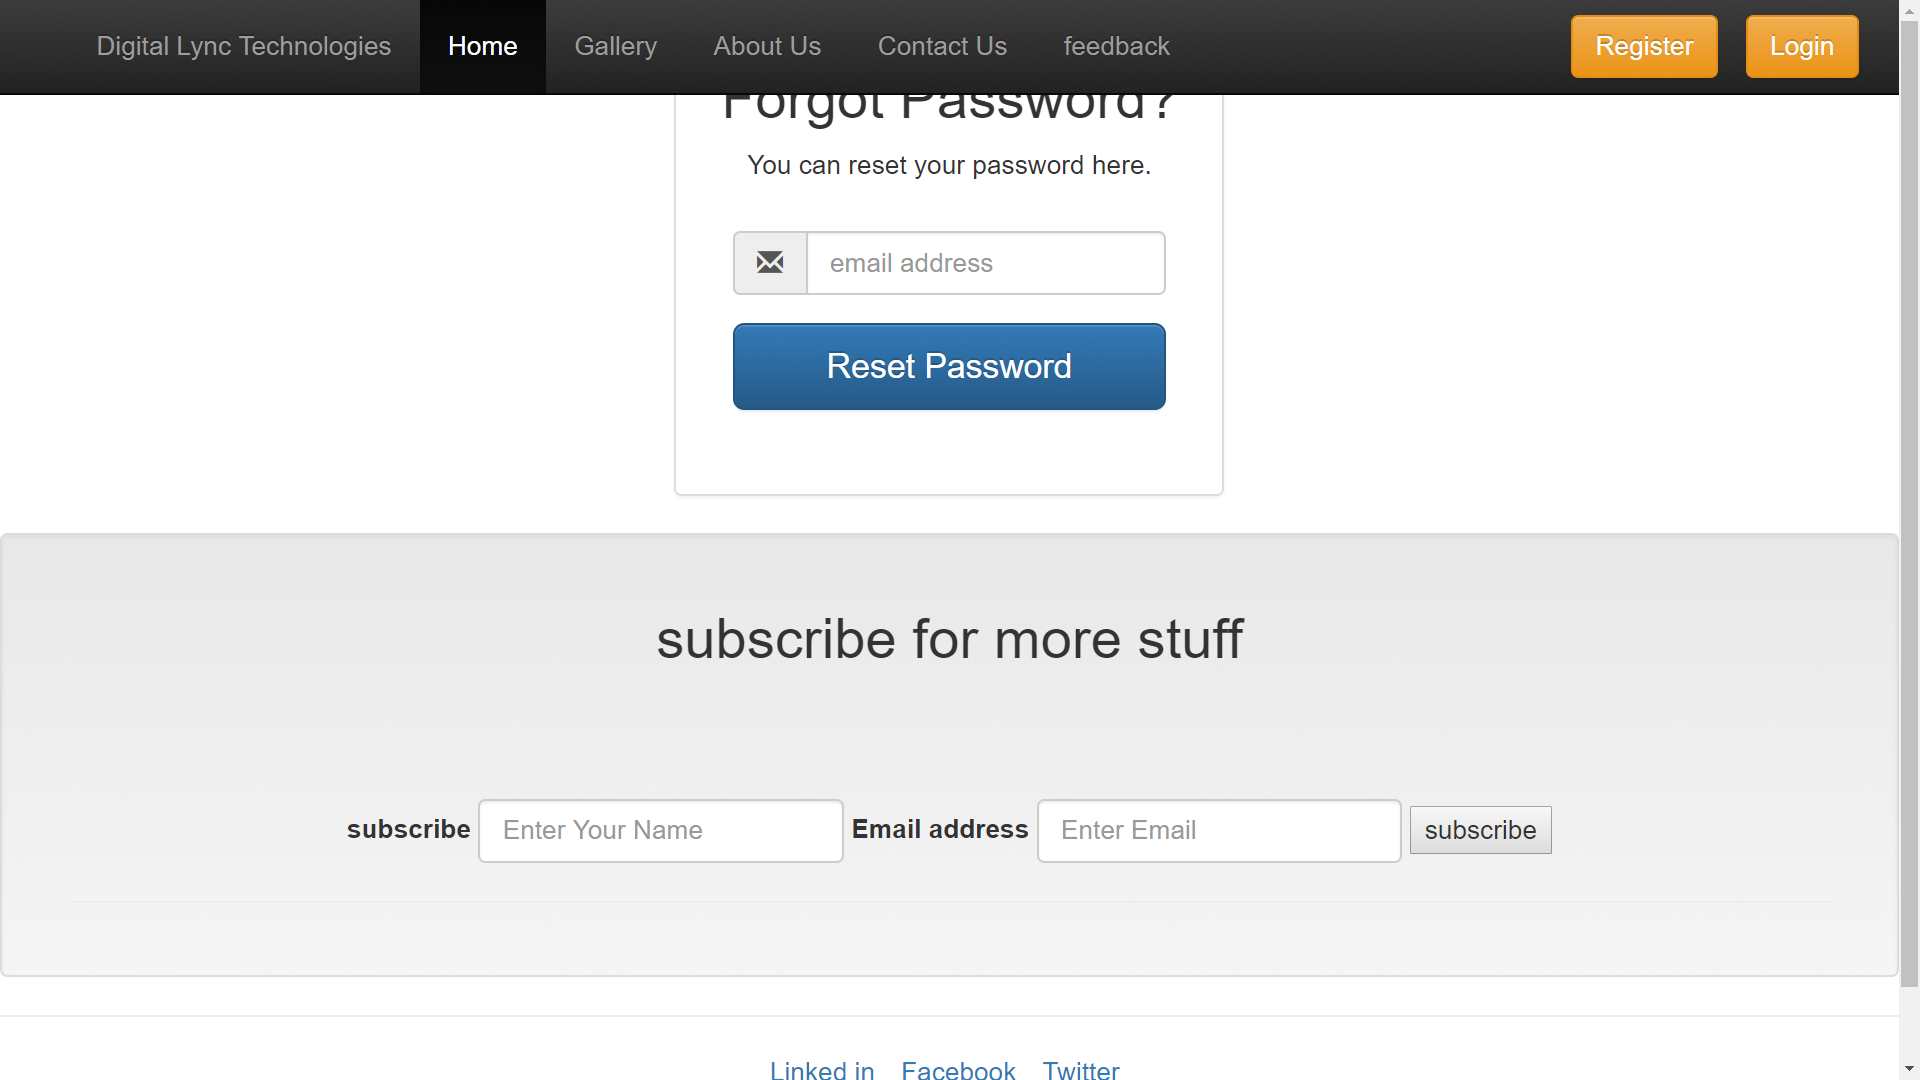 Digital Lync Technologies Home Gallery About Us Contact Us feedback Register Login
Forgot Password?
You can reset your password here.
email address
Reset Password
subscribe for more stuff
subscribe Enter Your Name Email address Enter Email subscribe
Linked in Facebook Twitter